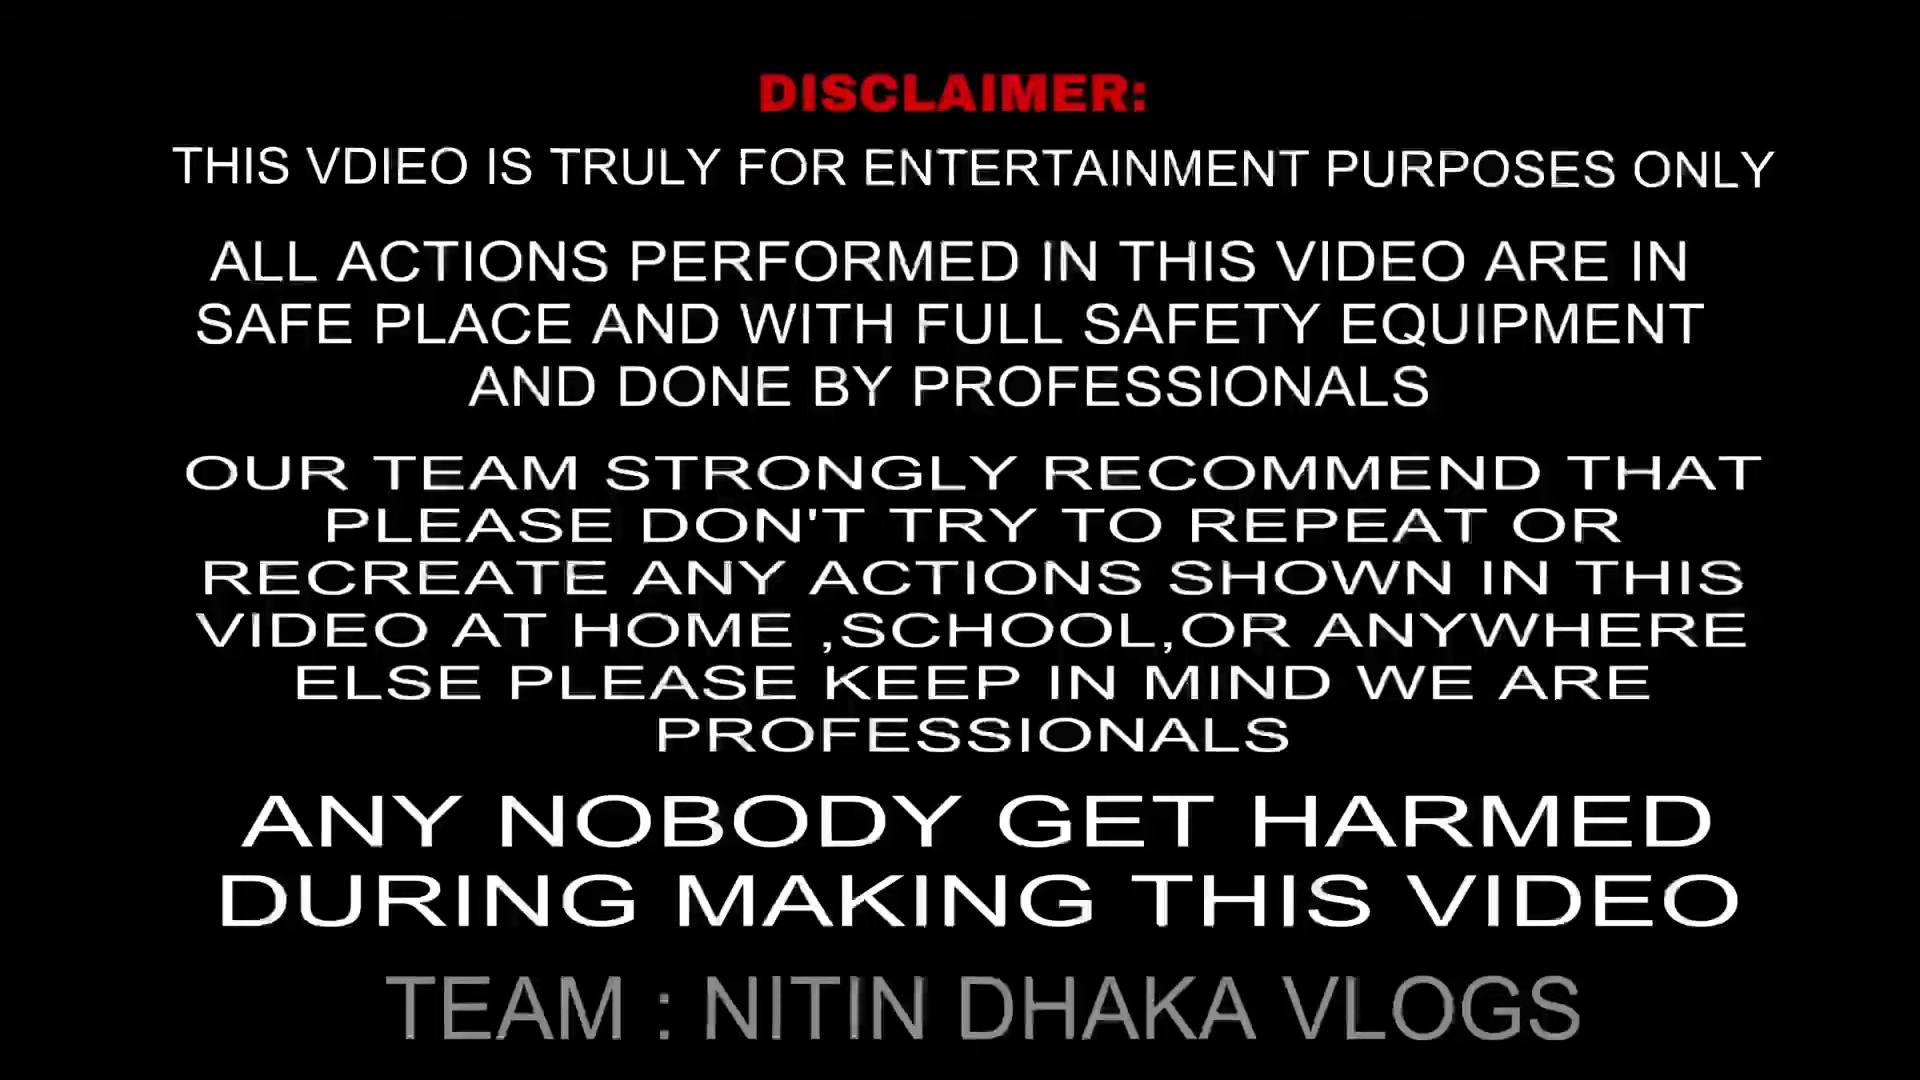 DISCLAIMER:
THIS VDIEO IS TRULY FOR ENTERTAINMENT PURPOSES ONLY
ALL ACTIONS PERFORMED IN THIS VIDEO ARE IN
SAFE PLACE AND WITH FULL SAFETY EQUIPMENT
AND DONE BY PROFESSIONALS
OUR TEAM STRONGLY RECOMMEND THAT
PLEASE DON'T TRY TO REPEAT OR
RECREATE ANY ACTIONS SHOWN IN THIS
VIDEO AT HOME ,SCHOOL,OR ANYWHERE
ELSE PLEASE KEEP IN MIND WE ARE
PROFESSIONALS
ANY NOBODY GET HARMED
DURING MAKING THIS VIDEO
TEAM : NITIN DHAKA VLOGS